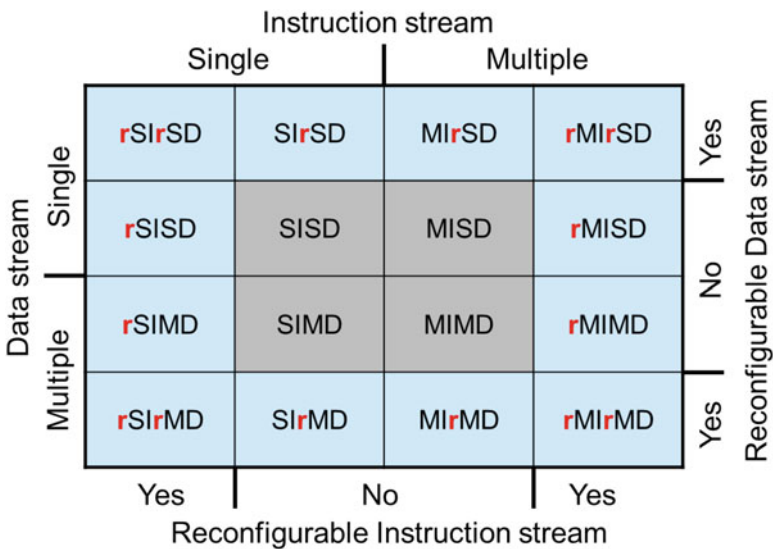 Instruction stream
Single Multiple
rSIrSD SIrSD MIrSD rMIrSD
rSISD SISD MISD rMISD
rSIMD SIMD MIMD rMIMD
rSIrMD SIrMD MIrMD rMIrMD
Yes No Yes
Reconfigurable Instruction stream
Data stream
Single
Multiple
Yes
No
Yes
Reconfigurable Data stream